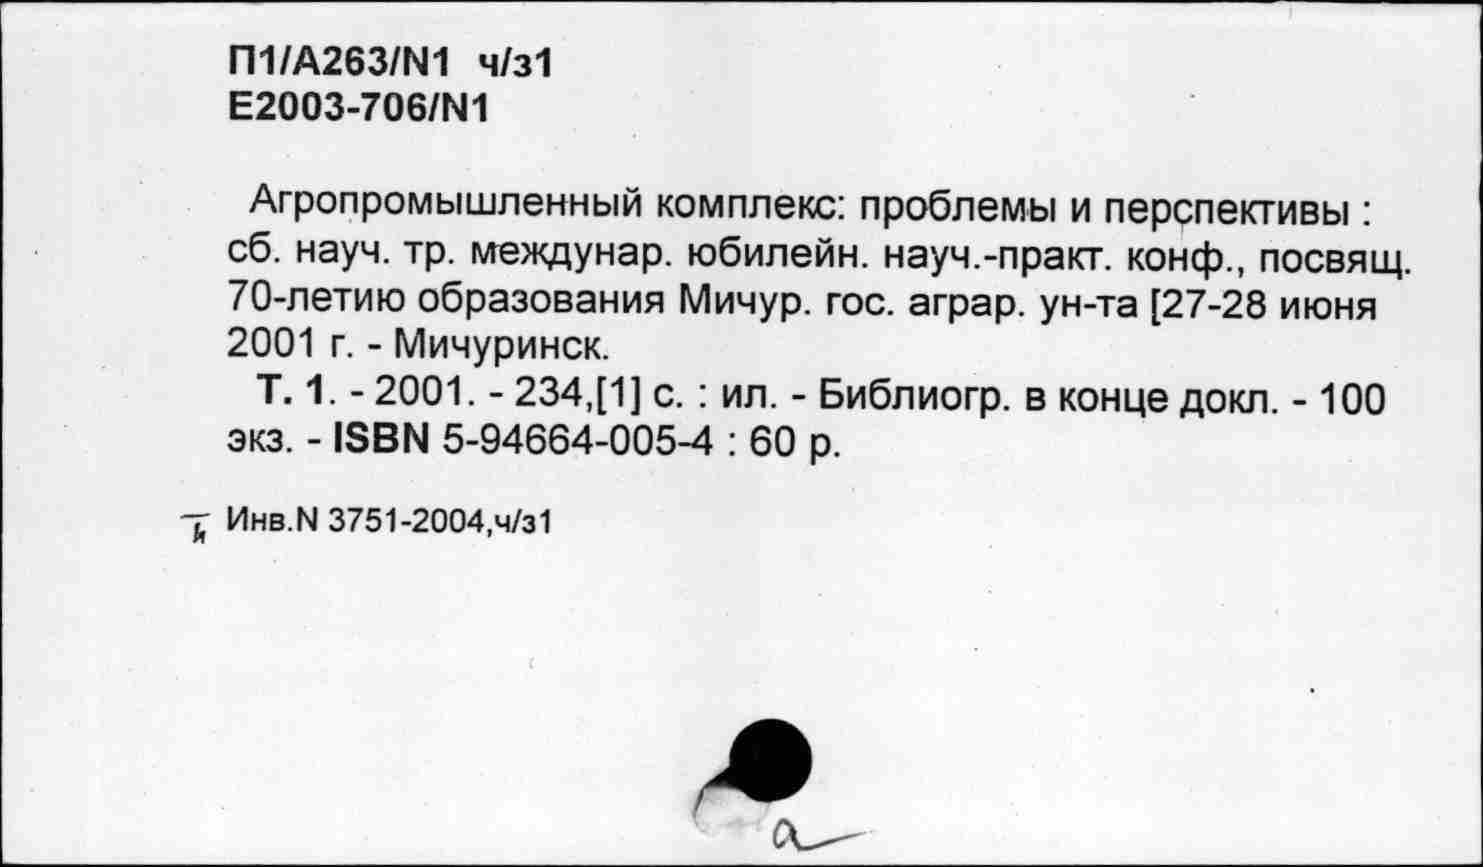 П1/А263/N1 ч/з1
Е2003-706/N1
Агропромышленный комплекс: проблемы и перспективы :
сб. науч. тр. междунар. юбилейн. науч.-практ. конф., посвящ.
70-летию образования Мичур. гос. аграр. ун-та [27-28 июня
2001 г. - Мичуринск.
Т. 1. - 2001. - 234,[1] с. : ил. - Библиогр. в конце докл. - 100
экз. - ISBN 5-94664-005-4 : 60 р.
Инв.N 3751-2004,ч/з1
а